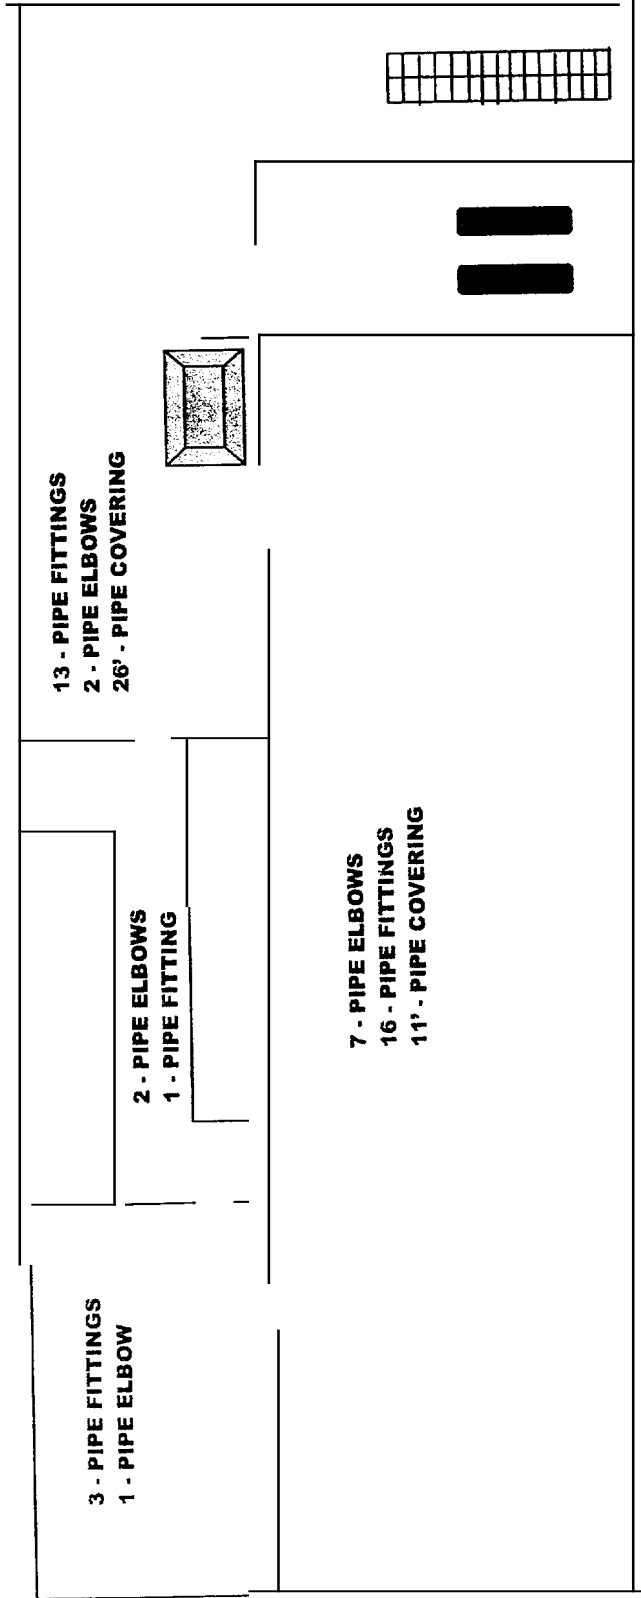 3 - PIPE FITTINGS
1 - PIPE ELBOW
2 - PIPE ELBOWS
1 - PIPE FITTING
13 - PIPE FITTINGS
2 - PIPE ELBOWS
26' - PIPE COVERING
7 - PIPE ELBOWS
16 - PIPE FITTINGS
11' - PIPE COVERING